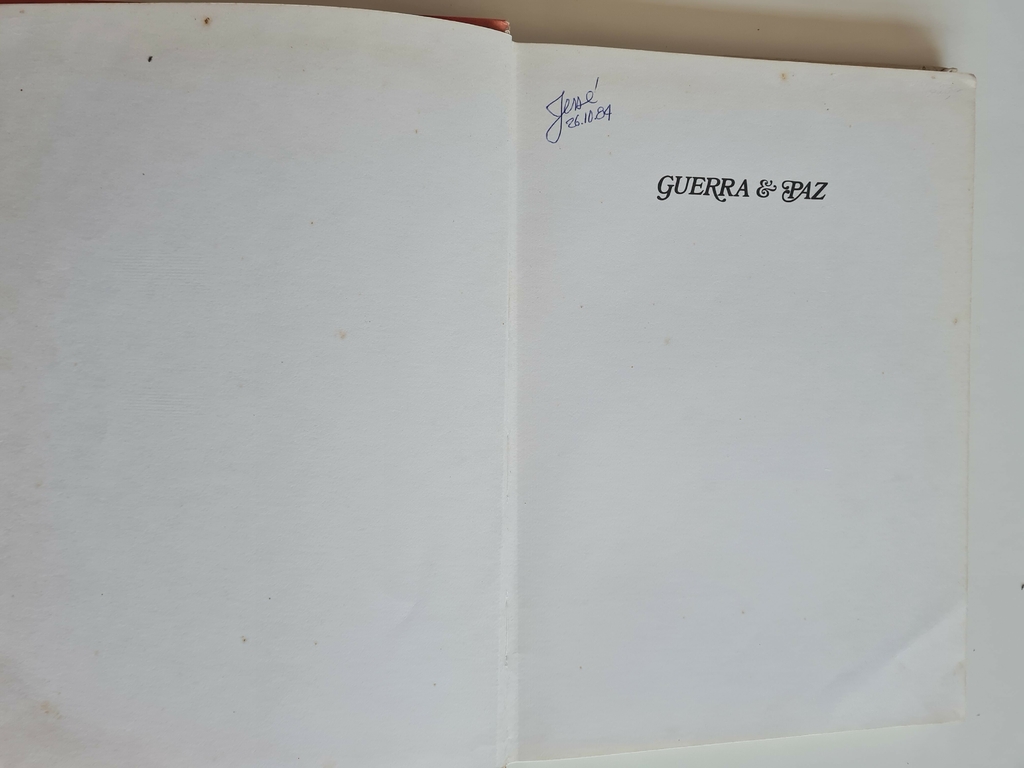 Jessé
26.10.84
GUERRA & PAZ